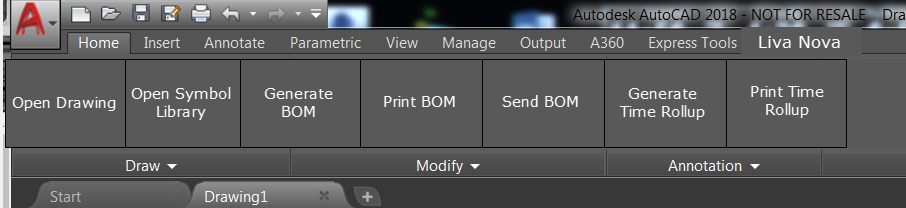 Autodesk AutoCAD 2018 - NOT FOR RESALE Dra
Home Insert Annotate Parametric View Manage Output A360 Express Tools Liva Nova
Open Drawing
Open Symbol
Library
Generate
BOM
Print BOM
Send BOM
Generate
Time Rollup
Print Time
Rollup
Draw Modify Annotation
Start Drawing1